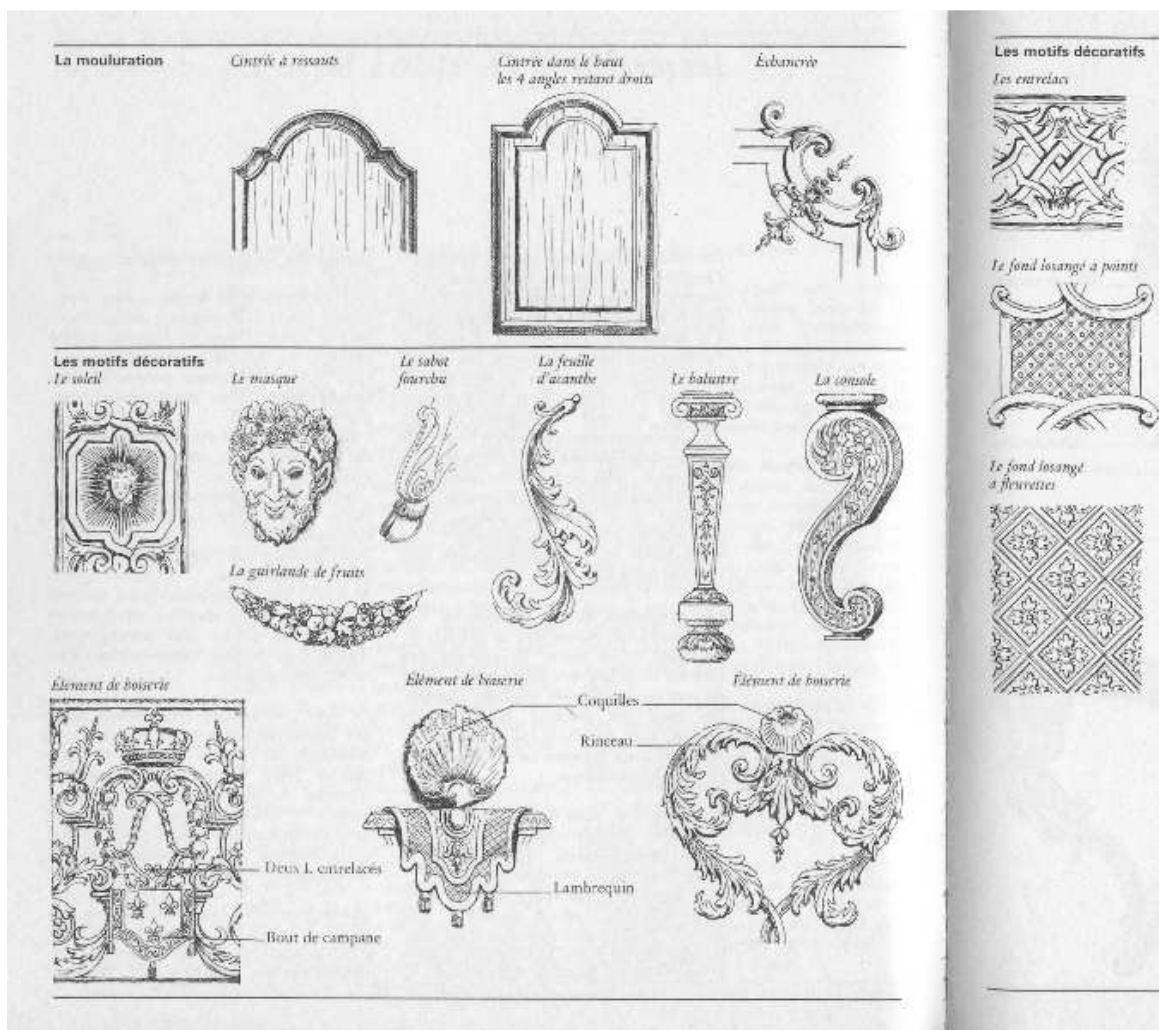 La mouluration
Cintrée à ressauts
Cintrée dans le haut
les 4 angles restant droits
Échancrée
Les motifs décoratifs
Le soleil
Le masque
Le sabot
fourchu
La feuille
d'acanthe
Le balustre
La console
La guirlande de fruits
Élément de boiserie
Deux L entrelacés
Bout de campane
Élément de boiserie
Coquilles
Rinceau
Lambrequin
Élément de boiserie
Les motifs décoratifs
Les entrelacs
Le fond losangé à points
Le fond losangé
à fleurettes